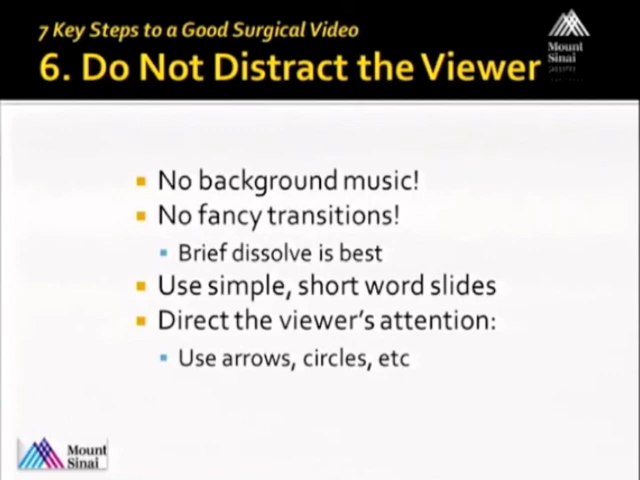 7 Key Steps to a Good Surgical Video
6. Do Not Distract the Viewer
Mount
Sinai
No background music!
No fancy transitions!
Brief dissolve is best
Use simple, short word slides
Direct the viewer's attention:
Use arrows, circles, etc
Mount
Sinai